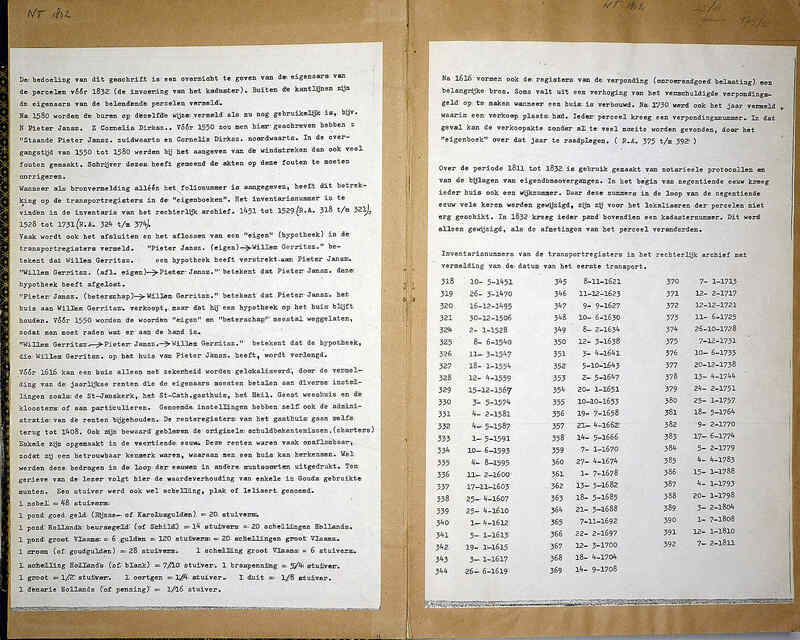 NT 1832
De bedoeling van dit geschrift is een overzicht te geven van de eigenaars van
de percelen vóór 1832 (de invoering van het kadaster). Buiten de kantlijnen zijn
de eigenaars van de belendende percelen vermeld.
Na 1580 worden de buren op dezelfde wijze vermeld als nu nog gebruikelijk is, bijv.
N Pieter Jansz. Z Cornelis Dirksz. Vóór 1550 zou men hier geschreven hebben :
"Staande Pieter Jansz. zuidwaarts en Cornelis Dirksz. noordwaarts. In de over-
gangstijd van 1550 tot 1580 werden bij het aangeven van de windstreken dan ook veel
fouten gemaakt. Schrijver dezes heeft gemeend de akten op deze fouten te moeten
corrigeren.
Wanneer als bronvermelding alléén het folionummer is aangegeven, heeft dit betrek-
king op de transportregisters in de "eigenboeken". Het inventarisnummer is te
vinden in de inventaris van het rechterlijk archief. 1451 tot 1529(R.A. 318 t/m 321),
1528 tot 1731(R.A. 324 t/m 374).
Vaak wordt ook het afsluiten en het aflossen van een "eigen" (hypotheek) in de
transportregisters vermeld. "Pieter Jansz. (eigen)→Willem Gerritsz." be-
tekent dat Willem Gerritsz. een hypotheek heeft verstrekt aan Pieter Jansz.
"Willem Gerritsz. (afl. eigen)→Pieter Jansz." betekent dat Pieter Jansz. deze
hypotheek heeft afgelost.
"Pieter Jansz. (beterschap)→Willem Gerritsz." betekent dat Pieter Jansz. het
huis aan Willem Gerritsz. verkoopt, maar dat hij een hypotheek op het huis blijft
houden. Vóór 1550 worden de woorden "eigen" en "beterschap" meestal weggelaten,
zodat men moet raden wat er aan de hand is.
"Willem Gerritsz→Pieter Jansz.→Willem Gerritsz." betekent dat de hypotheek,
die Willem Gerritsz. op het huis van Pieter Jansz. heeft, wordt verlengd.
Vóór 1616 kan een huis alleen met zekerheid worden gelokaliseerd, door de vermel-
ding van de jaarlijkse renten die de eigenaars moesten betalen aan diverse instel-
lingen zoals: de St-Janskerk, het St-Cath.gasthuis, het Heil. Geest weeshuis en de
kloosters of aan particulieren. Genoemde instellingen hebben zelf ook de admini-
stratie van de renten bijgehouden. De renteregisters van het gasthuis gaan zelfs
terug tot 1408. Ook zijn bewaard gebleven de originele schuldbekentenissen.(charters)
Enkele zijn opgemaakt in de veertiende eeuw. Deze renten waren vaak onaflosbaar,
zodat zij een betrouwbaar kenmerk waren, waaraan men een huis kan herkennen. Wel
werden deze bedragen in de loop der eeuwen in andere muntsoorten uitgedrukt. Ten
gerieve van de lezer volgt hier de waardeverhouding van enkele in Gouda gebruikte
munten. Een stuiver werd ook wel schelling, plak of leliaert genoemd.
1 nobel = 48 stuivers
1 pond goed geld (Rijnse- of Karolusgulden) = 20 stuivers.
1 pond Hollands beursegeld (of Schild) = 14 stuivers = 20 schellingen Hollands.
1 pond groot Vlaams = 6 gulden = 120 stuivers = 20 schellingen groot Vlaams.
1 croon (of goudgulden) = 28 stuivers. 1 schelling groot Vlaams = 6 stuivers.
1 schelling Hollands (of blank) = 7/10 stuiver. 1 braspenning = 5/4 stuiver.
1 groot = 1/2 stuiver. 1 oortgen = 1/4 stuiver. 1 duit = 1/8 stuiver.
1 denarie Hollands (of penning) = 1/16 stuiver.
NT 1832
Na 1616 vormen ook de registers van de verponding (onroerendgoed belasting) een
belangrijke bron. Soms valt uit een verhoging van het verschuldigde verpondings-
geld op te maken wanneer een huis is verbouwd. Na 1730 werd ook het jaar vermeld,
waarin een verkoop plaats had. Ieder perceel kreeg een verpondingsnummer. In dat
geval kan de verkoopakte zonder al te veel moeite worden gevonden, door het
"eigenboek" over dat jaar te raadplegen. ( R.A. 375 t/m 392 )
Over de periode 1811 to 1832 is gebruik gemaakt van notarieele protocollen en
van de bijlagen van eigendomsovergangen. In het begin van negentiende eeuw kreeg
ieder huis ook een wijknummer. Daar deze nummers in de loop van de negentiende
eeuw vele keren werden gewijzigd, zijn zij voor het lokaliseren der percelen niet
erg geschikt. In 1832 kreeg ieder pand bovendien een kadasternummer. Dit werd
alleen gewijzigd, als de afmetingen van het perceel veranderden.
Inventarisnummers van de transportregisters in het rechterlijk archief met
vermelding van de datum van het eerste transport.
318 10- 5-1451 345 8-11-1621 370 7- 1-1713
319 26- 3-1470 346 11-12-1623 371 12- 2-1717
320 16-12-1495 347 9- 9-1627 372 12-12-1721
321 30-12-1506 348 10- 6-1630 373 11- 6-1725
324 2- 1-1528 349 8- 2-1634 374 26-10-1728
325 8- 6-1540 350 12- 3-1638 375 7-12-1731
326 11- 3-1547 351 3- 4-1641 376 10- 6-1733
327 18- 1-1554 352 5-10-1643 377 20-12-1738
328 12- 4-1559 353 2- 5-1647 378 13- 4-1744
329 15-12-1567 354 20- 1-1651 379 24- 2-1751
330 3- 5-1574 355 10-10-1653 380 25- 1-1757
331 4- 2-1581 356 19- 7-1658 381 18- 5-1764
332 4- 5-1587 357 21- 4-1662 382 9- 2-1770
333 1- 5-1591 358 14- 5-1666 383 17- 6-1774
334 10- 6-1593 359 7- 1-1670 384 5- 2-1779
335 4- 8-1595 360 27- 4-1674 385 4- 4-1783
336 11- 2-1600 361 1- 7-1678 386 15- 1-1788
337 17-11-1603 362 13- 5-1682 387 4- 1-1793
338 25- 4-1607 363 18- 5-1685 388 20- 1-1798
339 25- 4-1610 364 21- 5-1688 389 3- 2-1804
340 1- 4-1612 365 7-11-1692 390 1- 7-1808
341 5- 1-1613 366 22- 2-1697 391 12- 1-1810
342 19- 1-1615 367 12- 3-1700 392 7- 2-1811
343 3- 1-1617 368 18- 4-1704
344 26- 6-1619 369 14- 9-1708